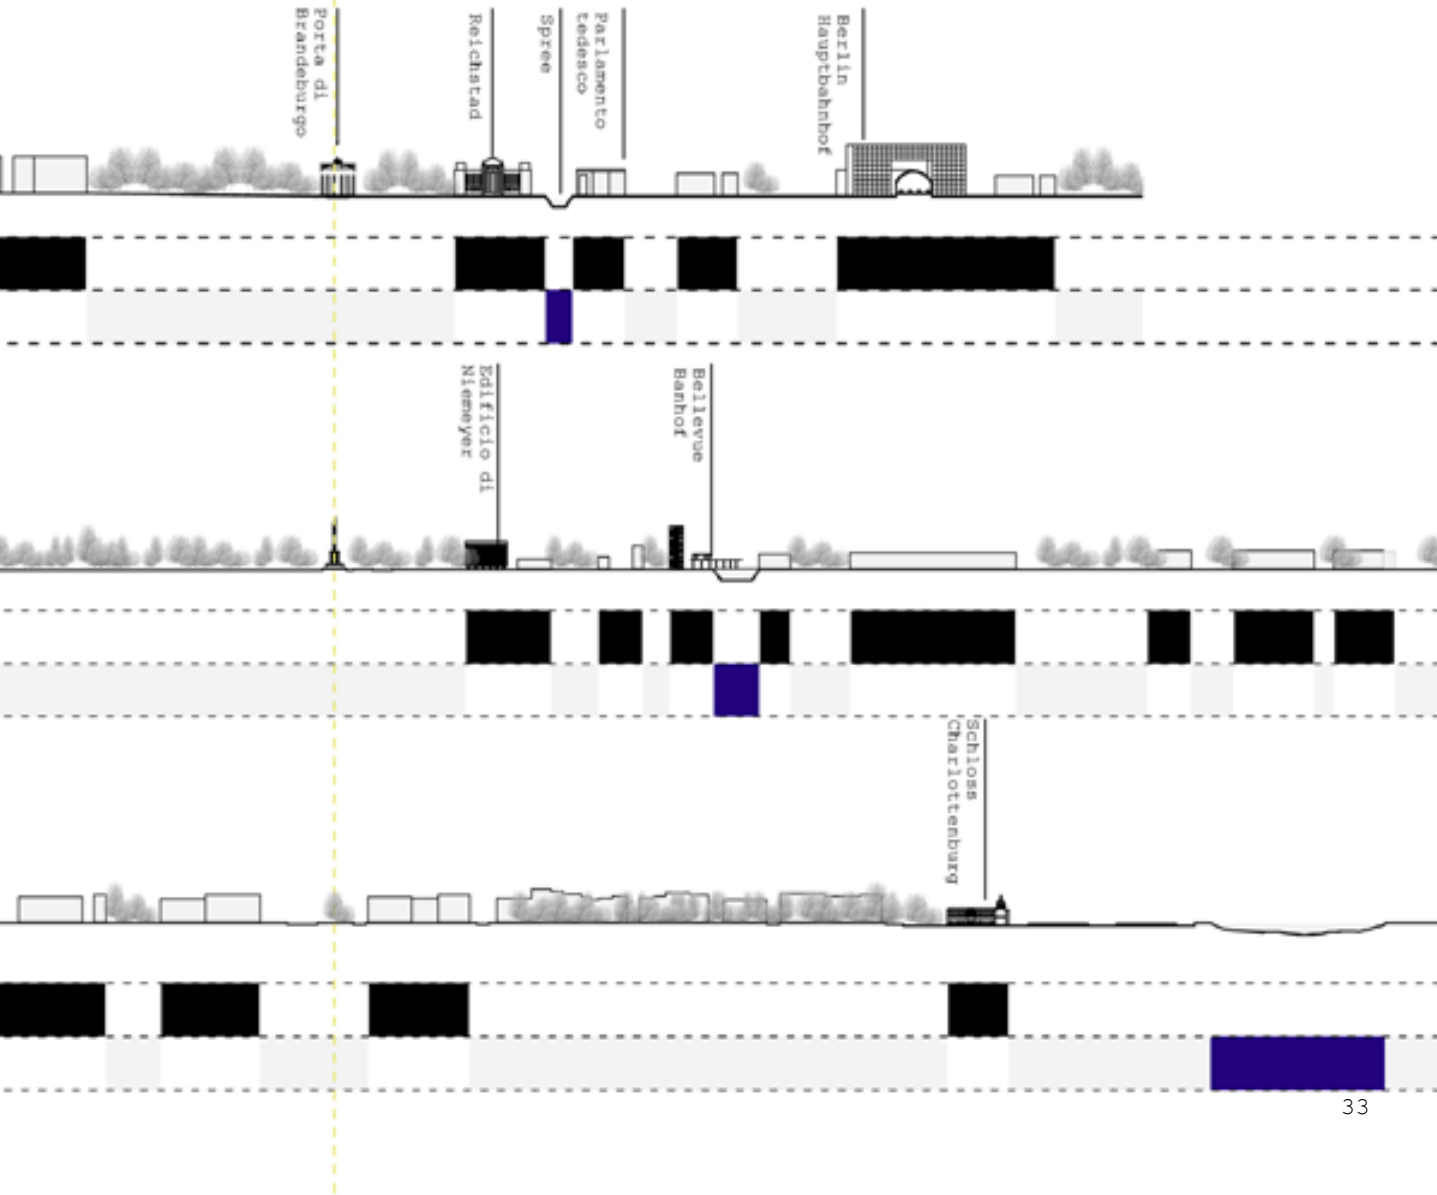 Porta di
Brandeburgo
Reichstad
Spree
Parlamento
tedesco
Berlin
Hauptbahnhof
Edificio di
Niemeyer
Bellevue
Banhof
Schloss
Charlottenburg
33